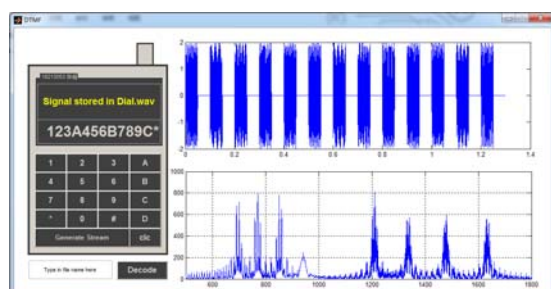 DTMF
Signal stored in Dial.wav
123A456B789C*
1 2 3 A
4 5 6 B
7 8 9 C
* 0 # D
Generate Stream clc
Type in file name here Decode
2
1
0
-1
-2
0 0.2 0.4 0.6 0.8 1 1.2 1.4
1000
800
600
400
200
0
600 800 1000 1200 1400 1600 1800